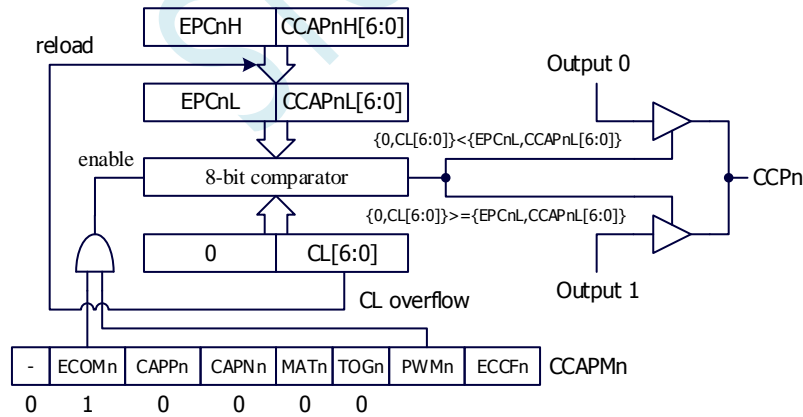 EPCnH CCAPnH[6:0]
reload
Output 0
EPCnL CCAPnL[6:0]
{0,CL[6:0]}<{EPCnL,CCAPnL[6:0]}
enable
8-bit comparator
CCPn
{0,CL[6:0]}>={EPCnL,CCAPnL[6:0]}
0 CL[6:0]
CL overflow
Output 1
- ECOMn CAPPn CAPNn MATn TOGn PWMn ECCFn CCAPMn
0 1 0 0 0 0